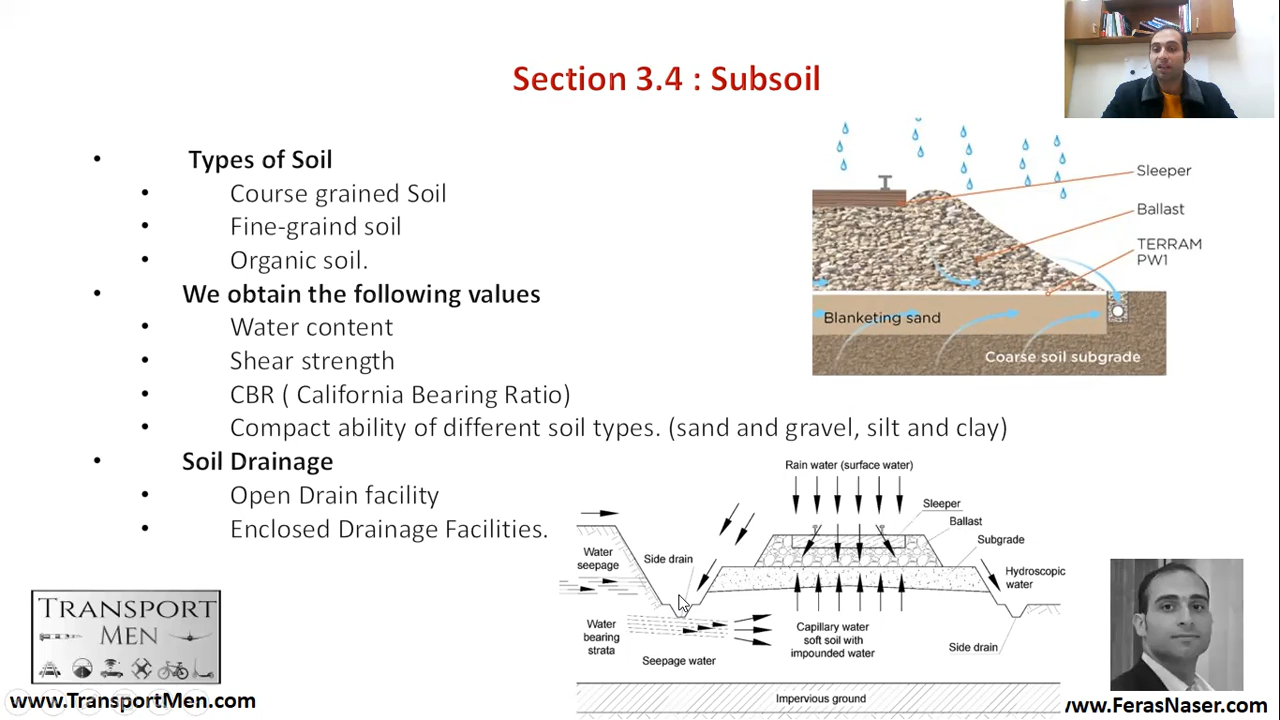 Section 3.4 : Subsoil
Types of Soil
Course grained Soil
Fine-graind soil
Organic soil.
We obtain the following values
Water content
Shear strength
CBR ( California Bearing Ratio)
Compact ability of different soil types. (sand and gravel, silt and clay)
Soil Drainage
Open Drain facility
Enclosed Drainage Facilities.
Sleeper
Ballast
TERRAM
PW1
Blanketing sand
Coarse soil subgrade
Rain water (surface water)
Sleeper
Ballast
Subgrade
Water
seepage
Side drain
Hydroscopic
water
Water
bearing
strata
Capillary water
soft soil with
impounded water
Side drain
Seepage water
Impervious ground
TRANSPORT
MEN
www.TransportMen.com
www.FerasNaser.com